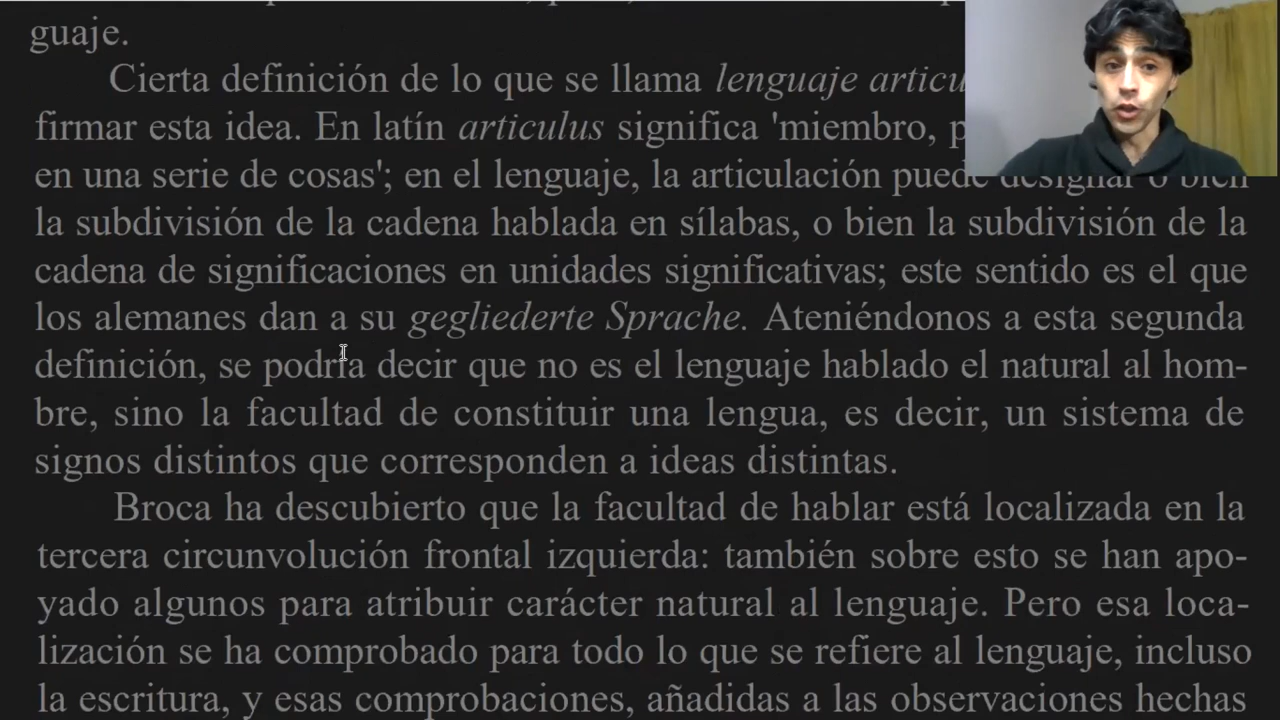 guaje.
Cierta definición de lo que se llama lenguaje
firmar esta idea. En latín articulus significa 'miembro,
en una serie de cosas'; en el lenguaje, la articulación puede designar o bien
la subdivisión de la cadena hablada en sílabas, o bien la subdivisión de la
cadena de significaciones en unidades significativas; este sentido es el que
los alemanes dan a su gegliederte Sprache. Ateniéndonos a esta segunda
definición, se podría decir que no es el lenguaje hablado el natural al hom-
bre, sino la facultad de constituir una lengua, es decir, un sistema de
signos distintos que corresponden a ideas distintas.
Broca ha descubierto que la facultad de hablar está localizada en la
tercera circunvolución frontal izquierda: también sobre esto se han apo-
yado algunos para atribuir carácter natural al lenguaje. Pero esa loca-
lización se ha comprobado para todo lo que se refiere al lenguaje, incluso
la escritura, y esas comprobaciones, añadidas a las observaciones hechas